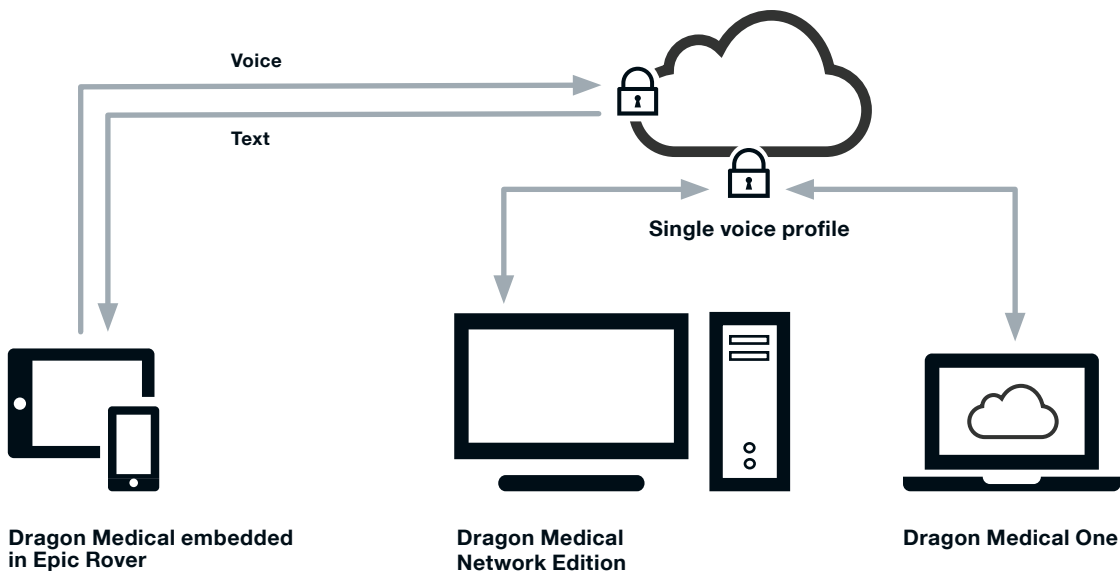 Voice
Text
Single voice profile
Dragon Medical embedded
in Epic Rover
Dragon Medical
Network Edition
Dragon Medical One